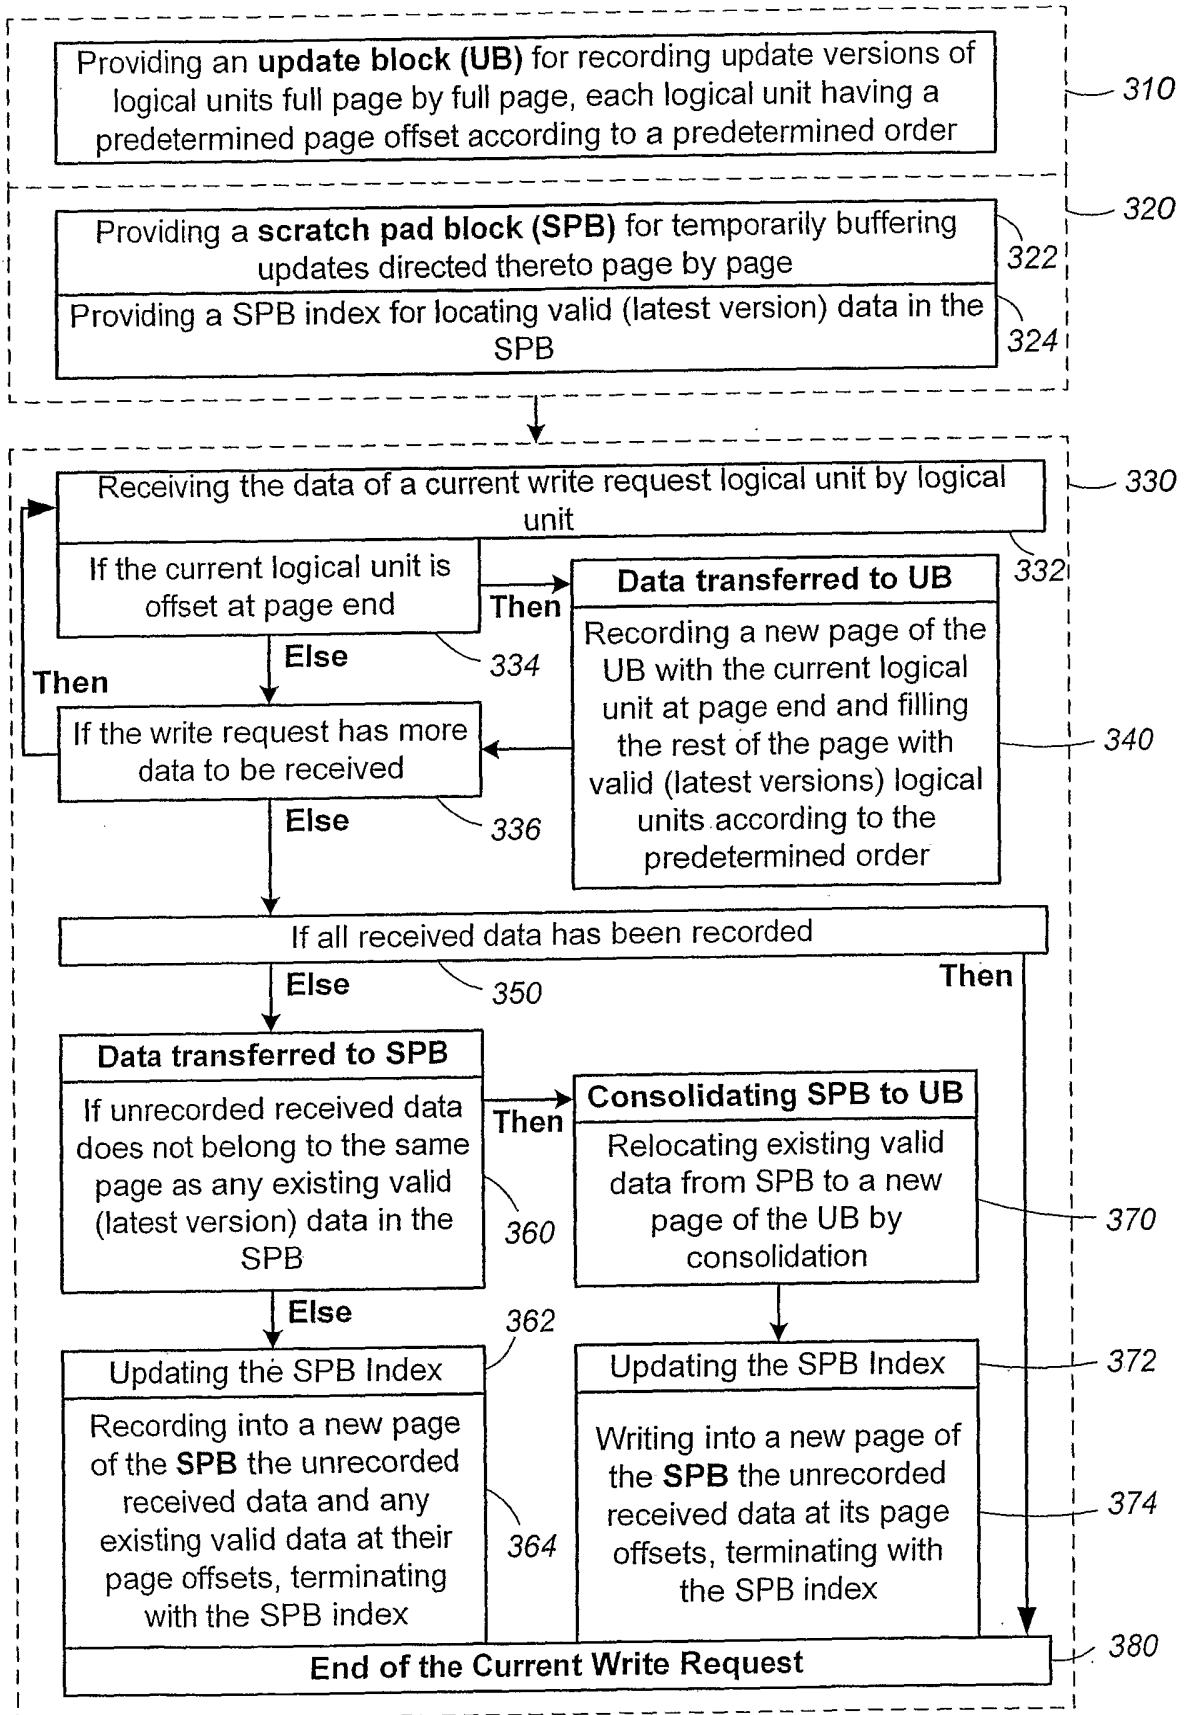 Providing an update block (UB) for recording update versions of
logical units full page by full page, each logical unit having a
predetermined page offset according to a predetermined order
310
320
Providing a scratch pad block (SPB) for temporarily buffering
updates directed thereto page by page
322
Providing a SPB index for locating valid (latest version) data in the
SPB
324
330
Receiving the data of a current write request logical unit by logical
unit
332
If the current logical unit is
offset at page end
Then
334
Else
Data transferred to UB
Recording a new page of the
UB with the current logical
unit at page end and filling
the rest of the page with
valid (latest versions) logical
units according to the
predetermined order
340
Then
If the write request has more
data to be received
336
Else
If all received data has been recorded
350
Else
Then
Data transferred to SPB
If unrecorded received data
does not belong to the same
page as any existing valid
(latest version) data in the
SPB
360
Then
Else
Consolidating SPB to UB
Relocating existing valid
data from SPB to a new
page of the UB by
consolidation
370
362
Updating the SPB Index
Recording into a new page
of the SPB the unrecorded
received data and any
existing valid data at their
page offsets, terminating
with the SPB index
364
Updating the SPB Index
372
Writing into a new page of
the SPB the unrecorded
received data at its page
offsets, terminating with
the SPB index
374
End of the Current Write Request
380